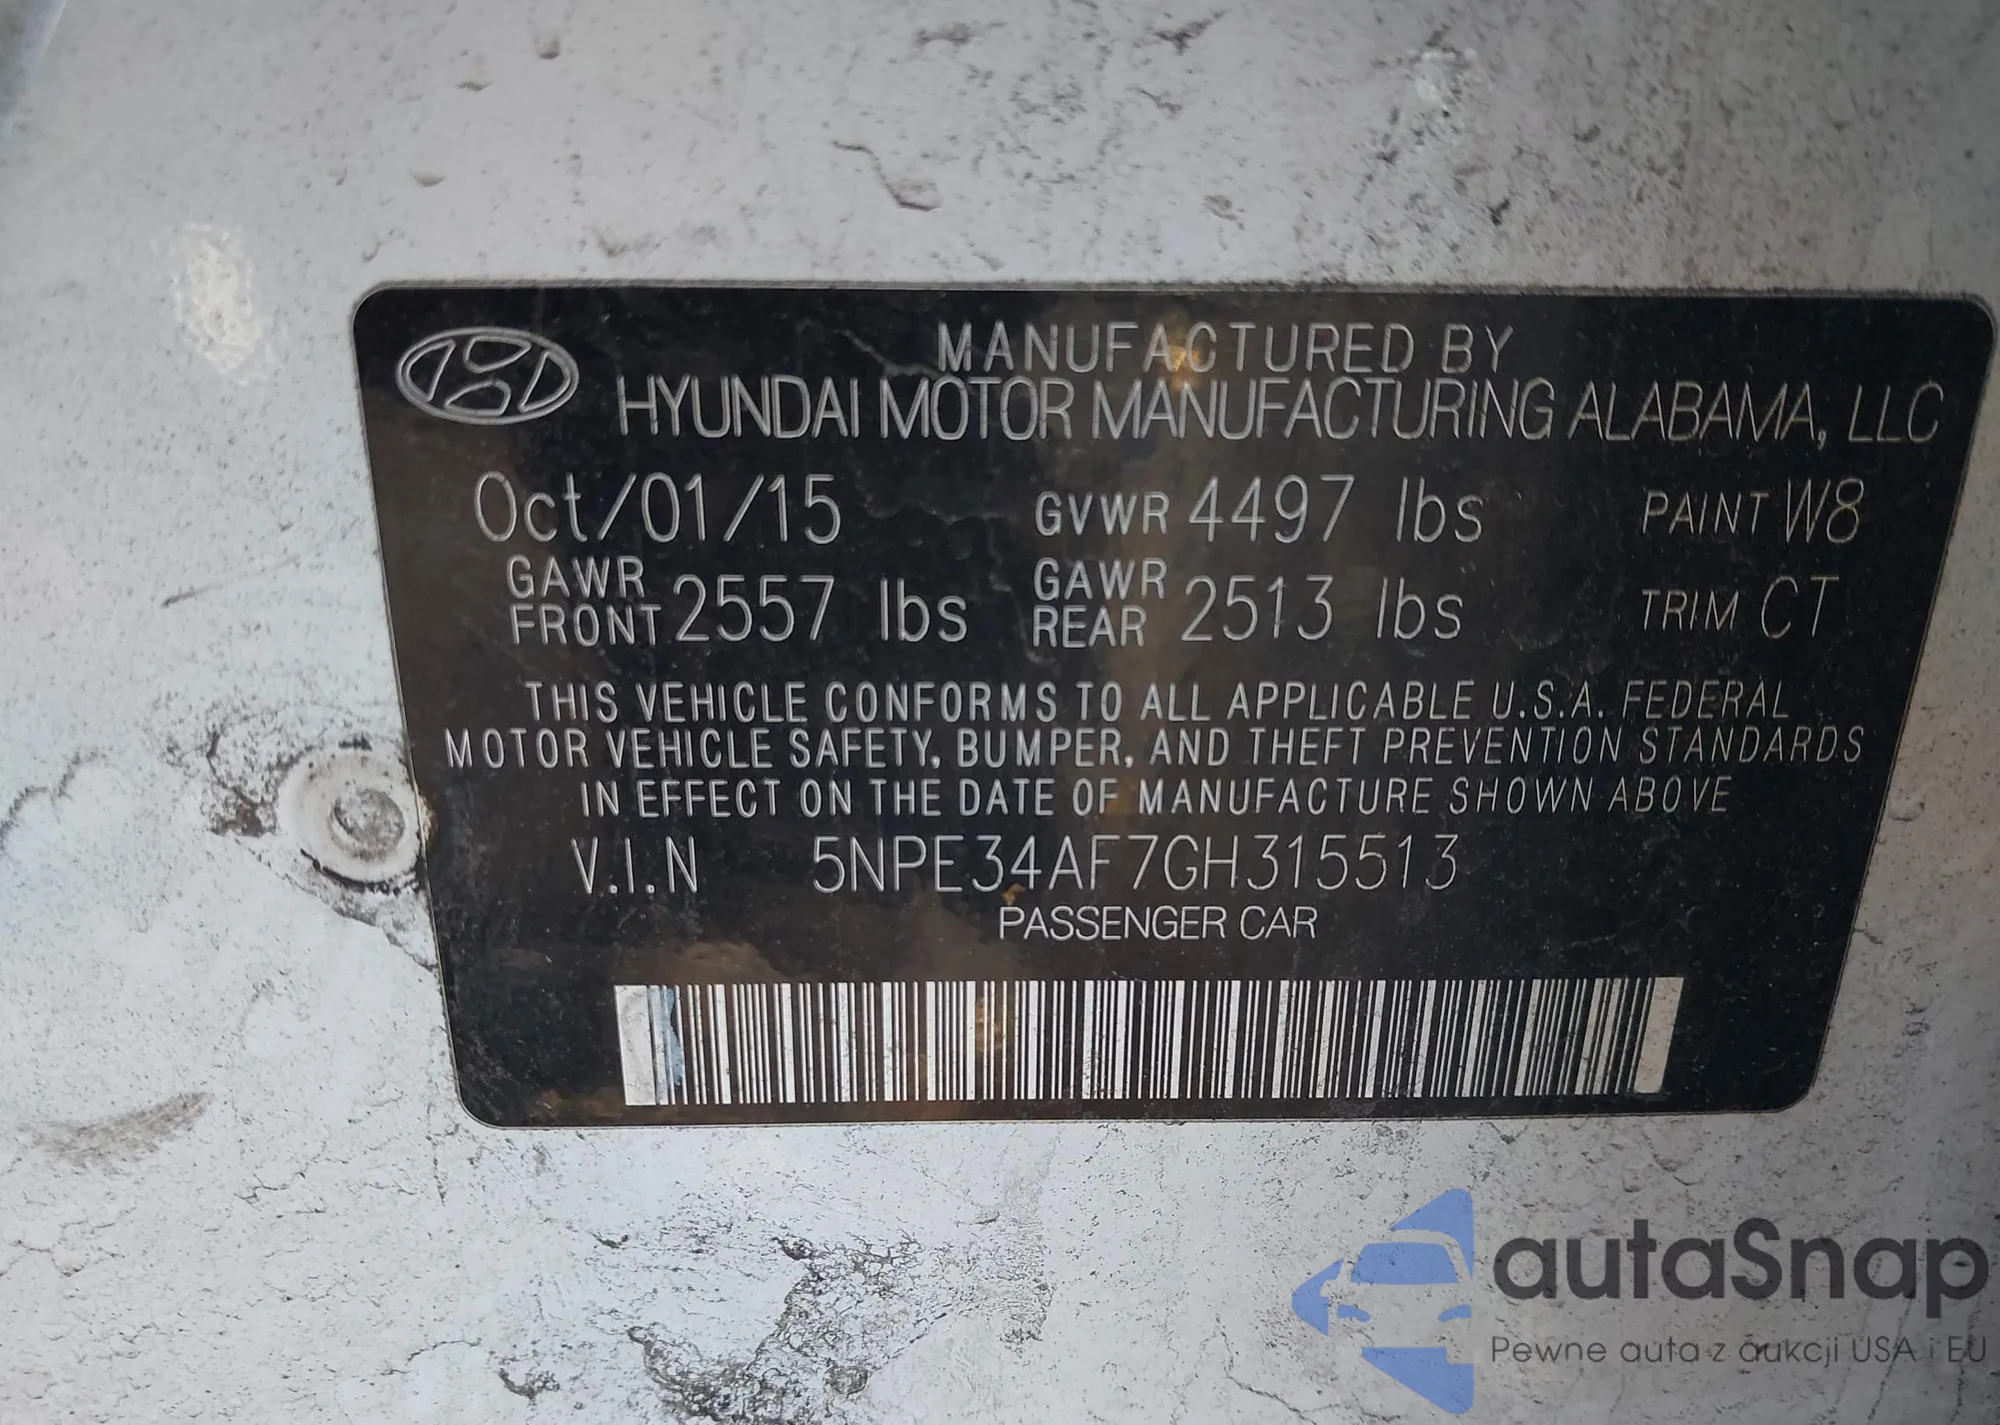 MANUFACTURED BY
HYUNDAI MOTOR MANUFACTURING ALABAMA, LLC
Oct/01/15 GVWR 4497 lbs PAINT W8
GAWR FRONT 2557 lbs GAWR REAR 2513 lbs TRIM CT
THIS VEHICLE CONFORMS TO ALL APPLICABLE U.S.A. FEDERAL
MOTOR VEHICLE SAFETY, BUMPER, AND THEFT PREVENTION STANDARDS
IN EFFECT ON THE DATE OF MANUFACTURE SHOWN ABOVE
V.I.N 5NPE34AF7GH315513
PASSENGER CAR
autaSnap
Pewne auta z aukcji USA i EU